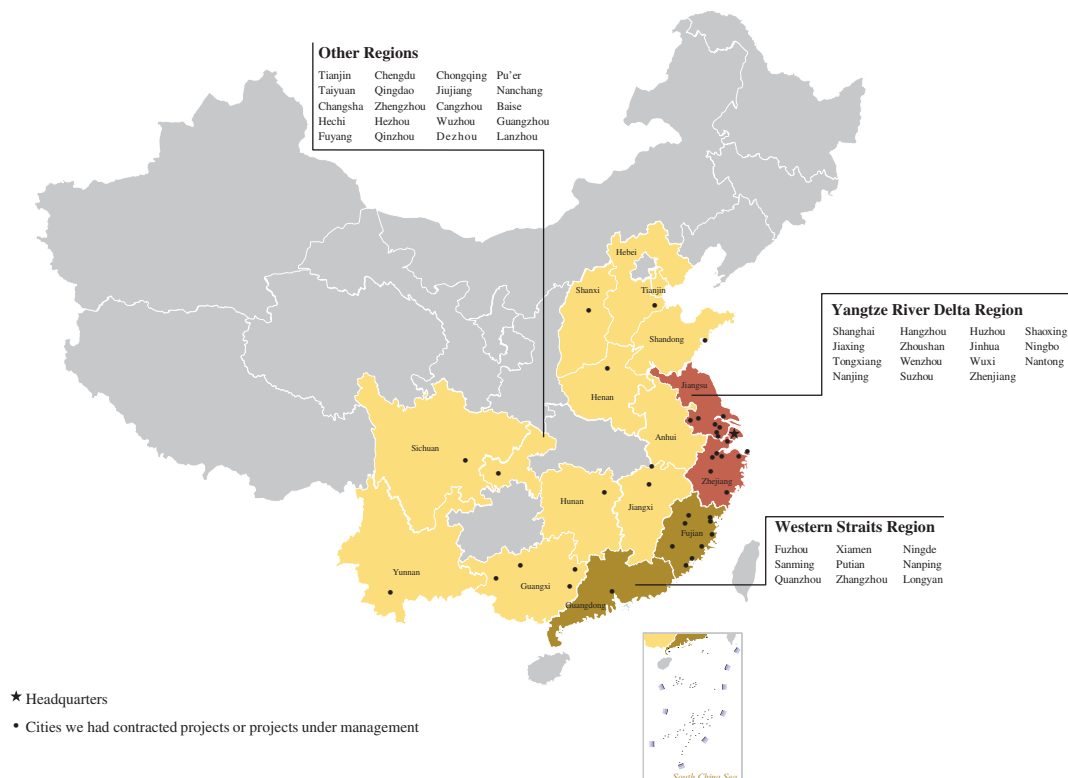 Other Regions
Tianjin Chengdu Chongqing Pu'er
Taiyuan Qingdao Jiujiang Nanchang
Changsha Zhengzhou Cangzhou Baise
Hechi Hezhou Wuzhou Guangzhou
Fuyang Qinzhou Dezhou Lanzhou
Hebei
Shanxi
Tianjin
Shandong
Henan
Yangtze River Delta Region
Shanghai Hangzhou Huzhou Shaoxing
Jiaxing Zhoushan Jinhua Ningbo
Tongxiang Wenzhou Wuxi Nantong
Nanjing Suzhou Zhenjiang
Jiangsu
Anhui
Sichuan
Zhejiang
Hunan
Jiangxi
Fujian
Western Straits Region
Fuzhou Xiamen Ningde
Sanming Putian Nanping
Quanzhou Zhangzhou Longyan
Yunnan
Guangxi
Guangdong
★ Headquarters
• Cities we had contracted projects or projects under management
South China Sea